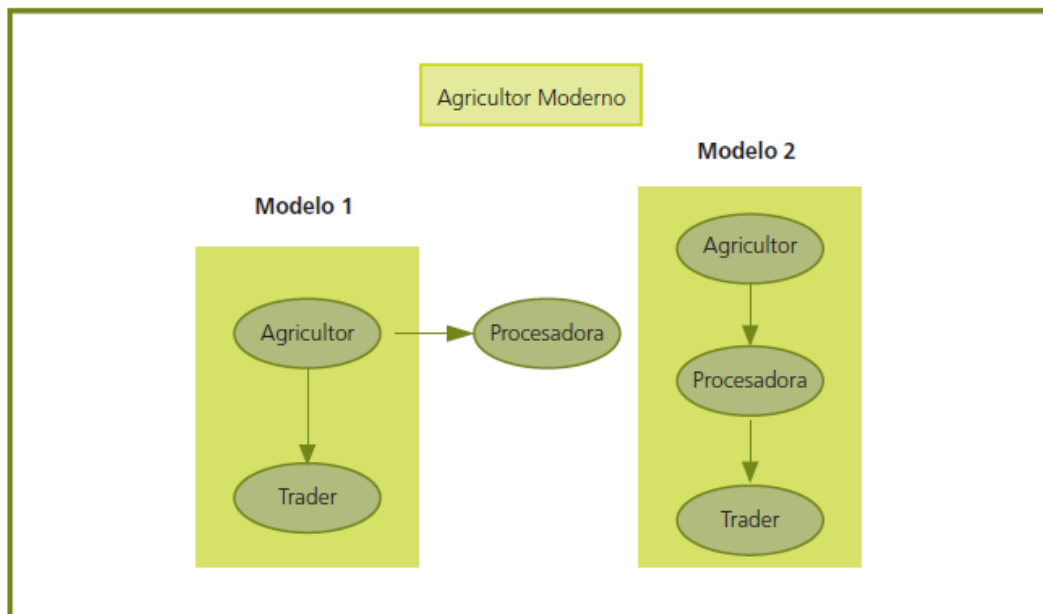 Agricultor Moderno
Modelo 1
Agricultor
Procesadora
Trader
Modelo 2
Agricultor
Procesadora
Trader